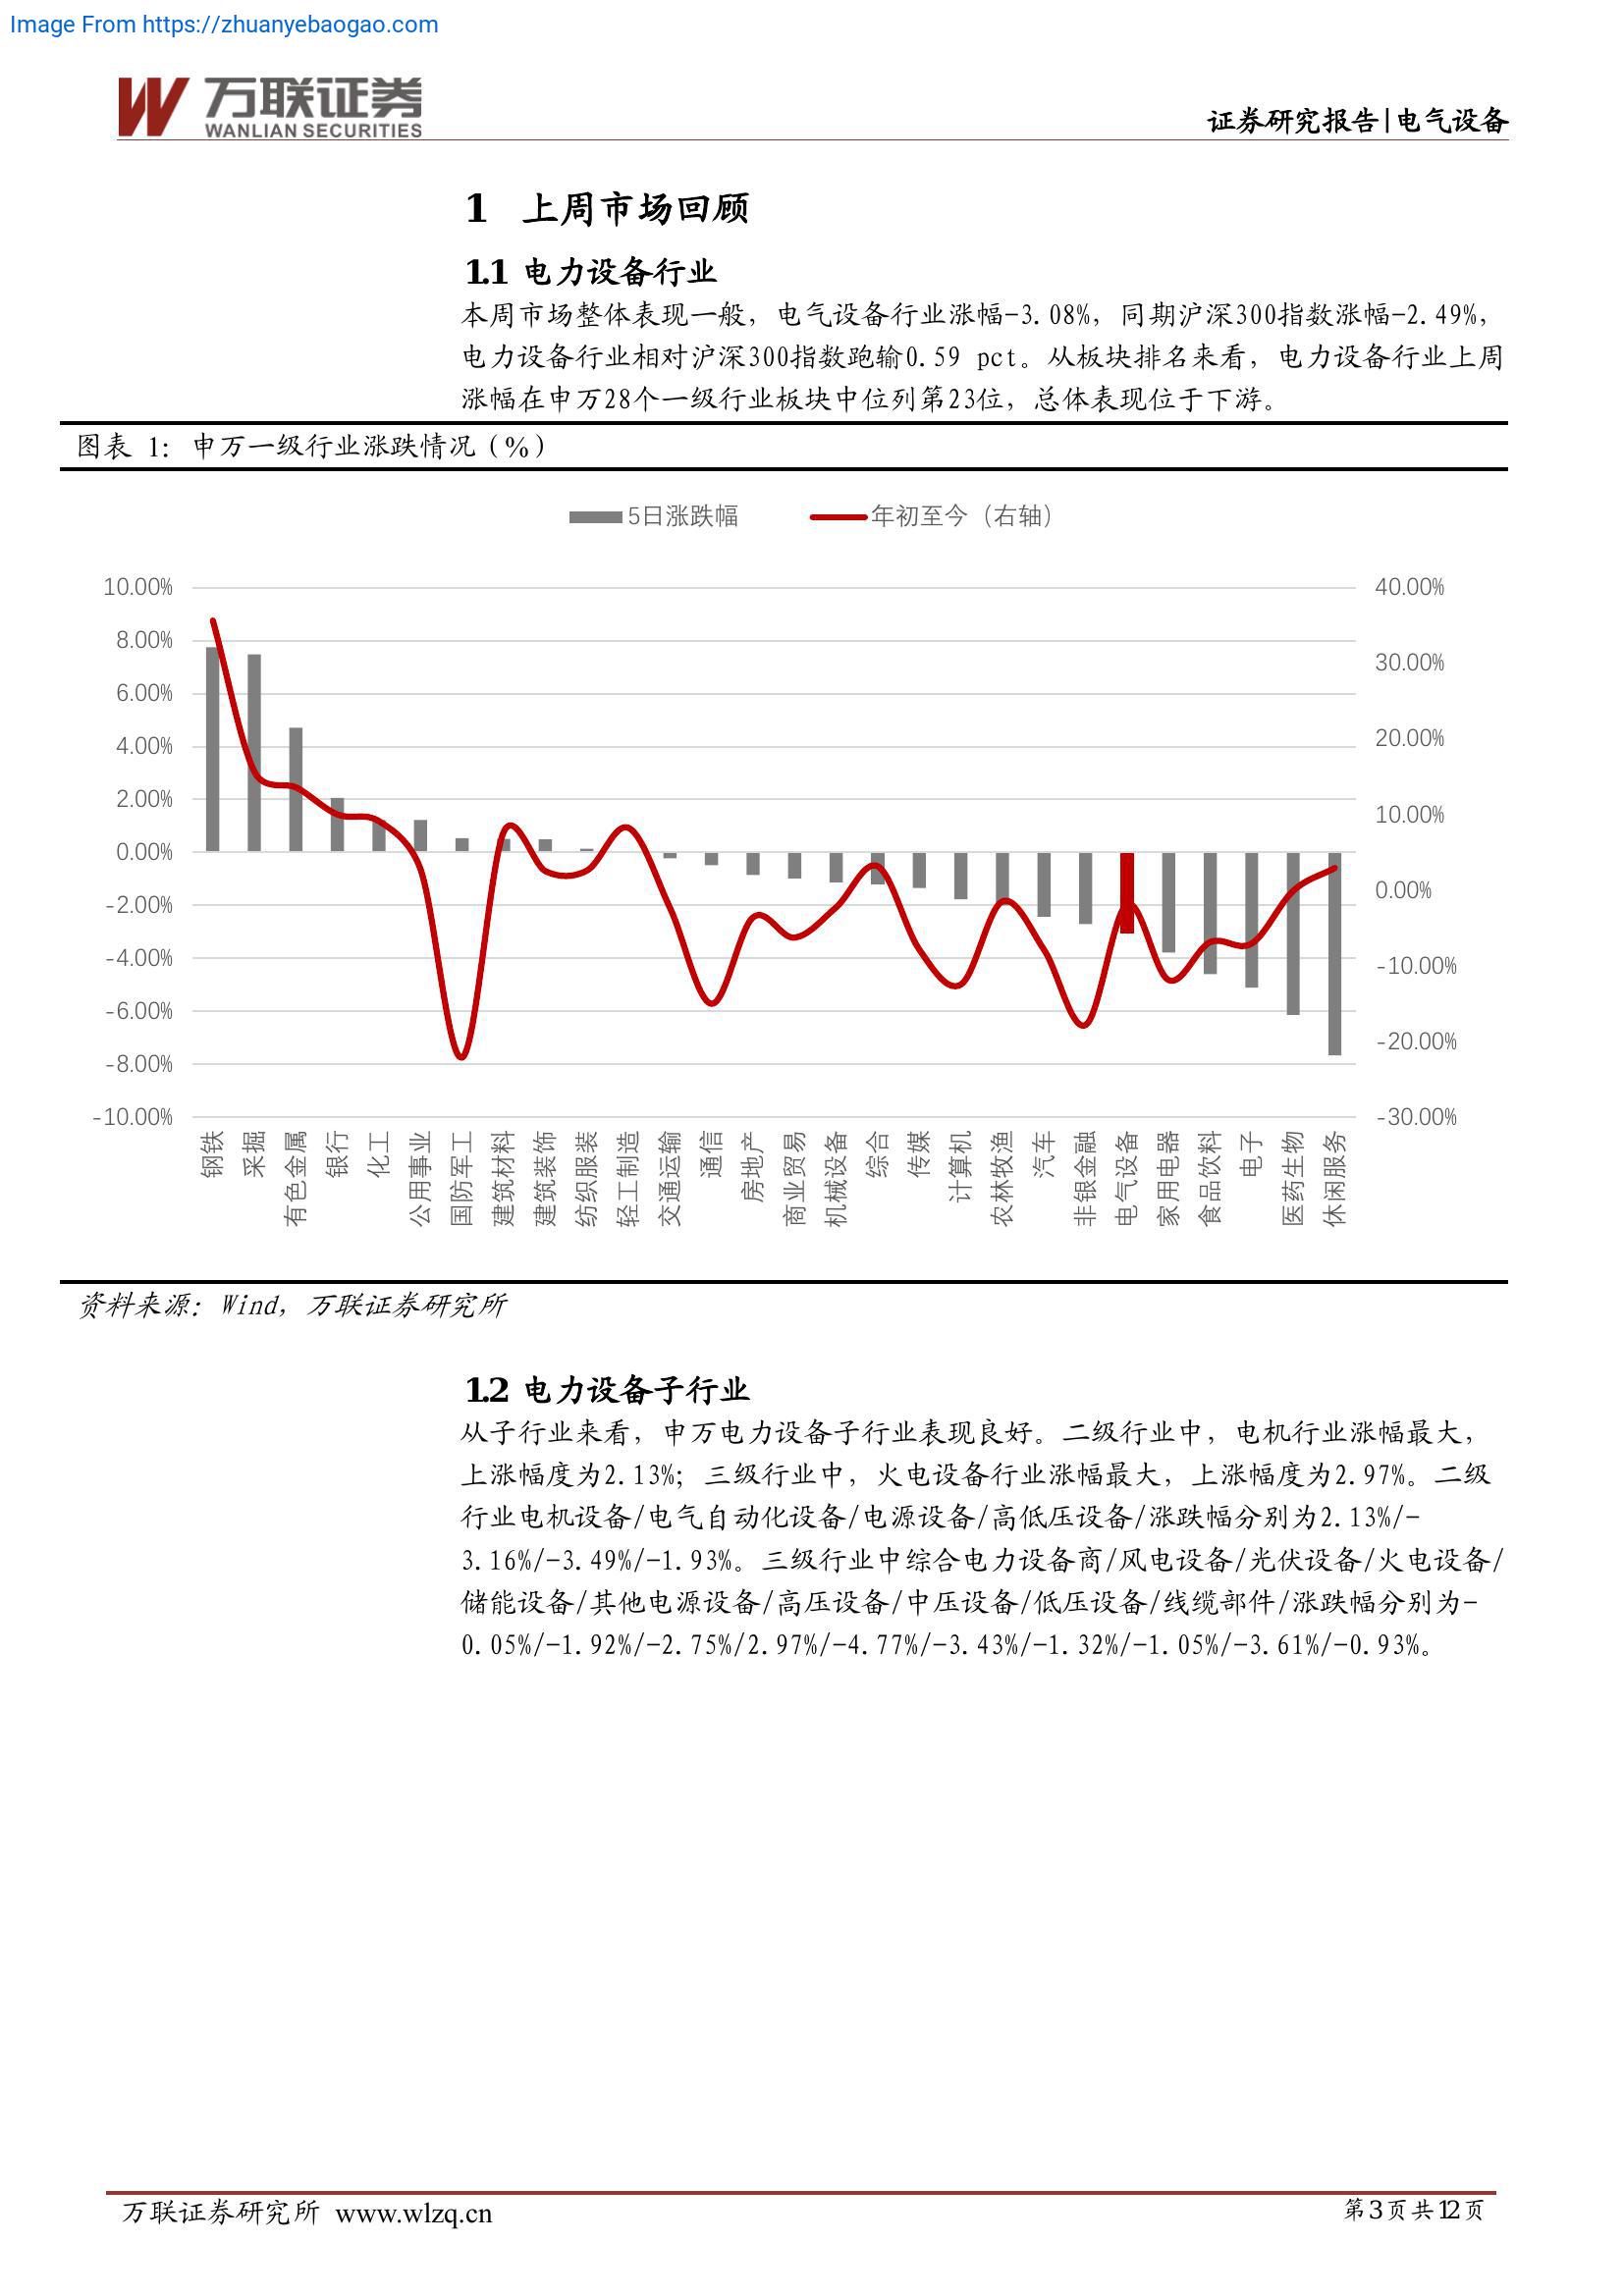 Image From https://zhuanyebaogao.com
万联证券
WANLIAN SECURITIES
证券研究报告|电气设备
1 上周市场回顾
1.1 电力设备行业
本周市场整体表现一般，电气设备行业涨幅-3.08%，同期沪深300指数涨幅-2.49%，
电力设备行业相对沪深300指数跑输0.59 pct。从板块排名来看，电力设备行业上周
涨幅在申万28个一级行业板块中位列第23位，总体表现位于下游。
图表 1：申万一级行业涨跌情况（%）
5日涨跌幅 年初至今（右轴）
10.00%
8.00%
6.00%
4.00%
2.00%
0.00%
-2.00%
-4.00%
-6.00%
-8.00%
-10.00%
40.00%
30.00%
20.00%
10.00%
0.00%
-10.00%
-20.00%
-30.00%
钢铁
采掘
有色金属
银行
化工
公用事业
国防军工
建筑材料
建筑装饰
纺织服装
轻工制造
交通运输
通信
房地产
商业贸易
机械设备
综合
传媒
计算机
农林牧渔
汽车
非银金融
电气设备
家用电器
食品饮料
电子
医药生物
休闲服务
资料来源：Wind，万联证券研究所
1.2 电力设备子行业
从子行业来看，申万电力设备子行业表现良好。二级行业中，电机行业涨幅最大，
上涨幅度为2.13%；三级行业中，火电设备行业涨幅最大，上涨幅度为2.97%。二级
行业电机设备/电气自动化设备/电源设备/高低压设备/涨跌幅分别为2.13%/-
3.16%/-3.49%/-1.93%。三级行业中综合电力设备商/风电设备/光伏设备/火电设备/
储能设备/其他电源设备/高压设备/中压设备/低压设备/线缆部件/涨跌幅分别为-
0.05%/-1.92%/-2.75%/2.97%/-4.77%/-3.43%/-1.32%/-1.05%/-3.61%/-0.93%。
万联证券研究所 www.wlzq.cn
第3页共12页